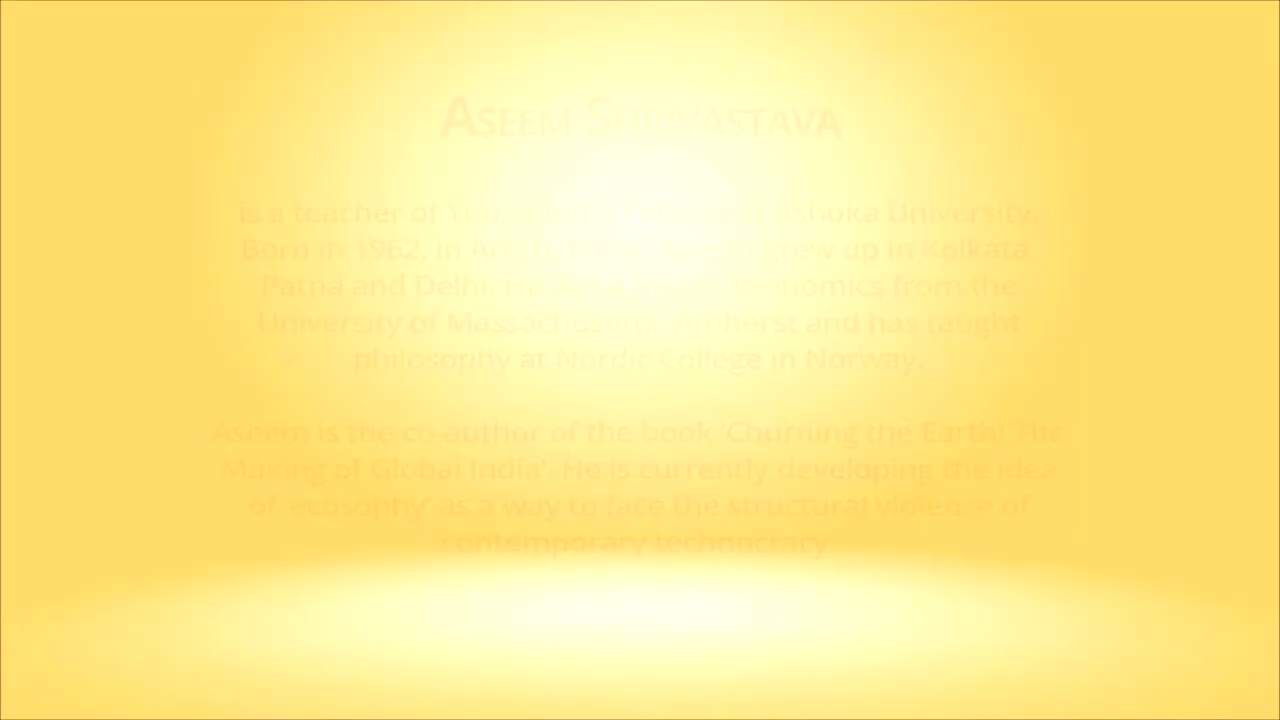 ASEEM SHRIVASTAVA
is a teacher of at Ashoka University.
Born in 1962, in grew up in Kolkata
Patna and Delhi. He Economics from the
University of Massachusetts, Amherst and has taught
philosophy at Nordic College in Norway.
Aseem is the co-author of the book 'Churning the Earth: The
Making of Global India'. He is currently developing the idea
of 'ecosophy' as a way to face the structural violence of
contemporary technocracy